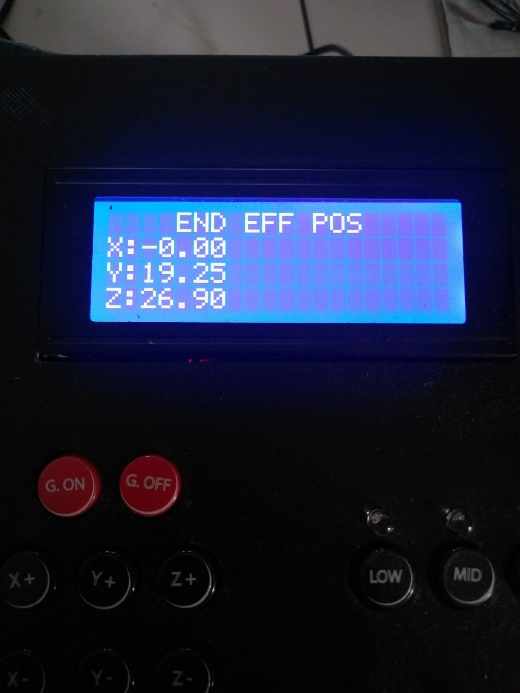 END EFF POS
X:-0.00
Y:19.25
Z:26.90
G. ON G. OFF
X+ Y+ Z+ LOW MID
X- Y- Z-